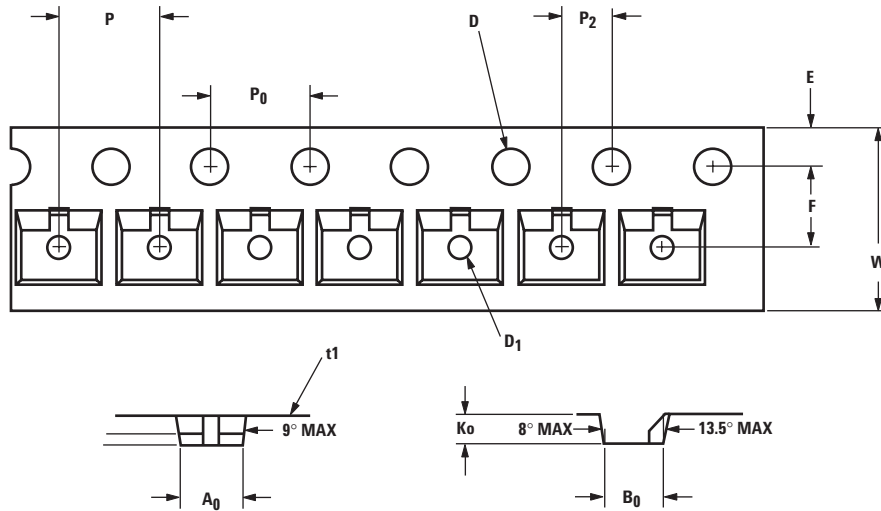 P
D
P₂
P₀
E
F
W
D₁
t1
9° MAX
Ko
8° MAX
13.5° MAX
A₀
B₀